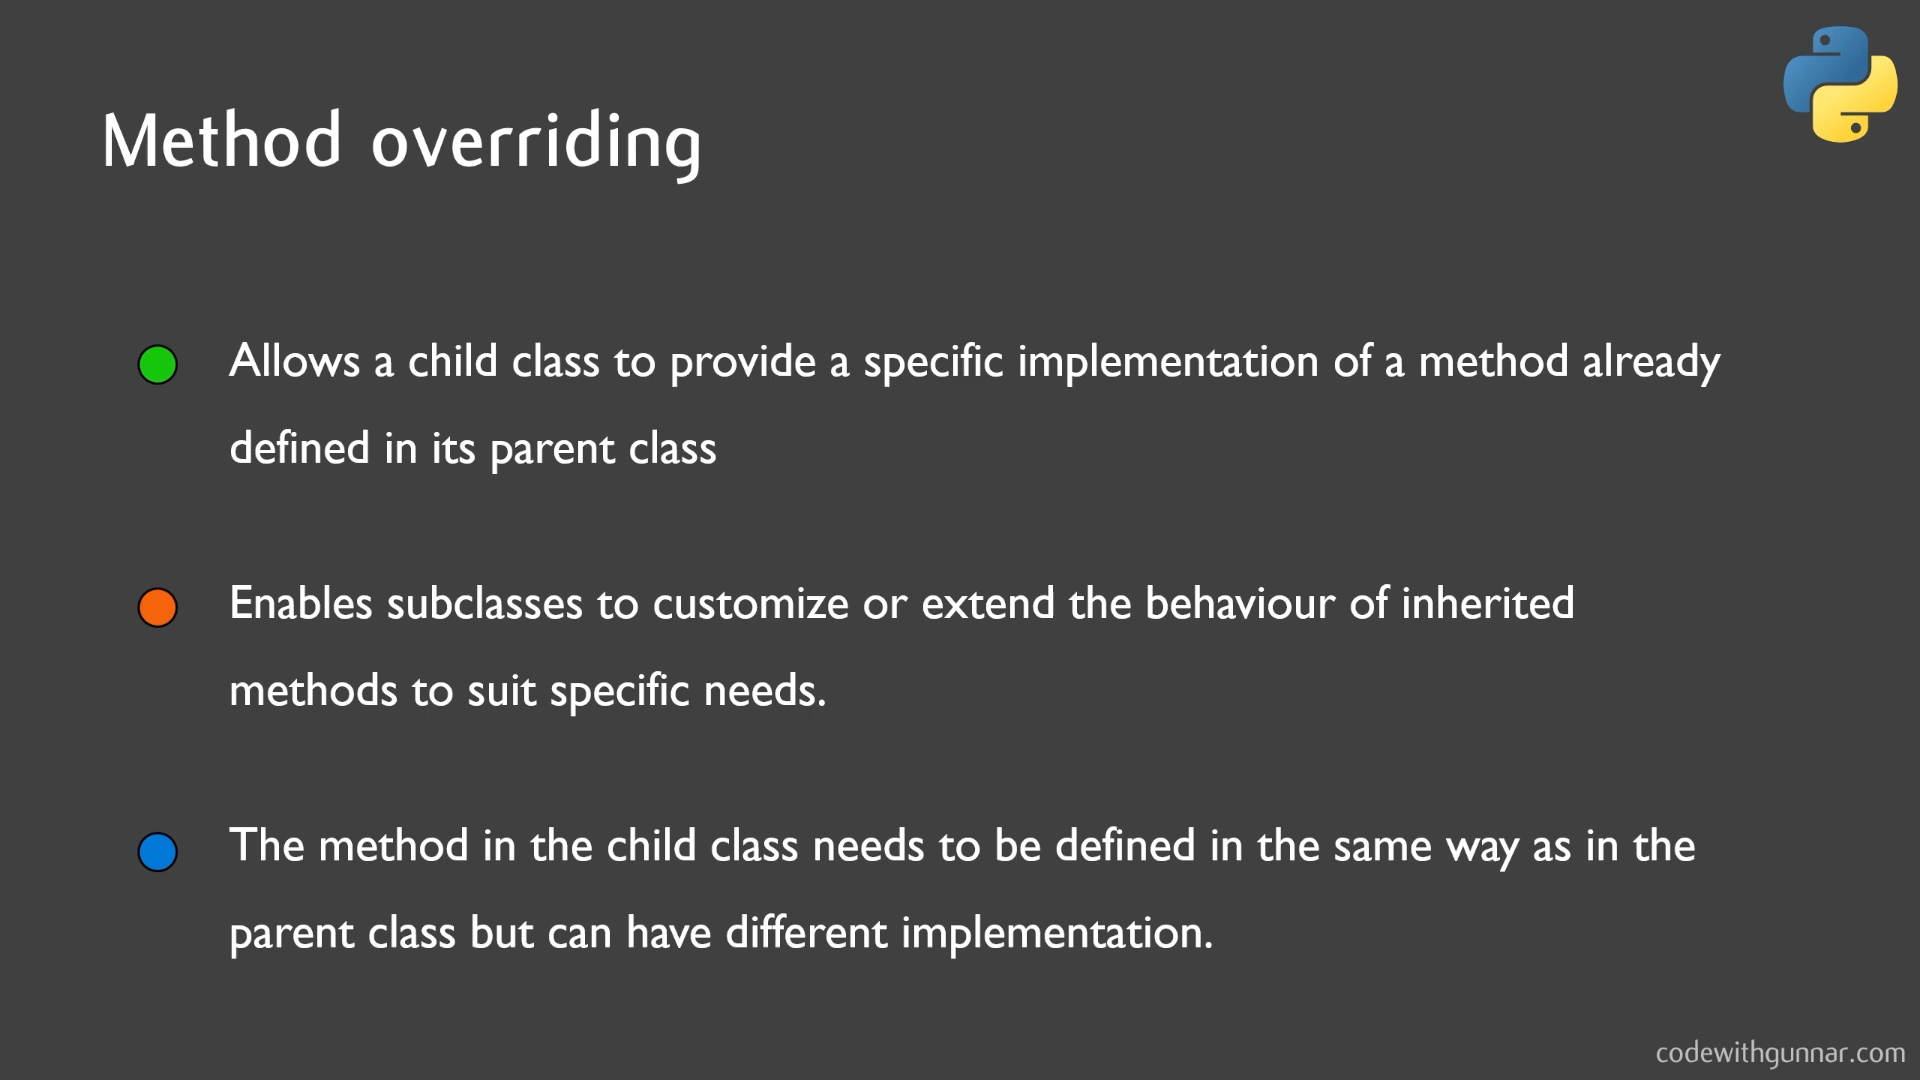 Method overriding
Allows a child class to provide a specific implementation of a method already
defined in its parent class
Enables subclasses to customize or extend the behaviour of inherited
methods to suit specific needs.
The method in the child class needs to be defined in the same way as in the
parent class but can have different implementation.
codewithgunnar.com